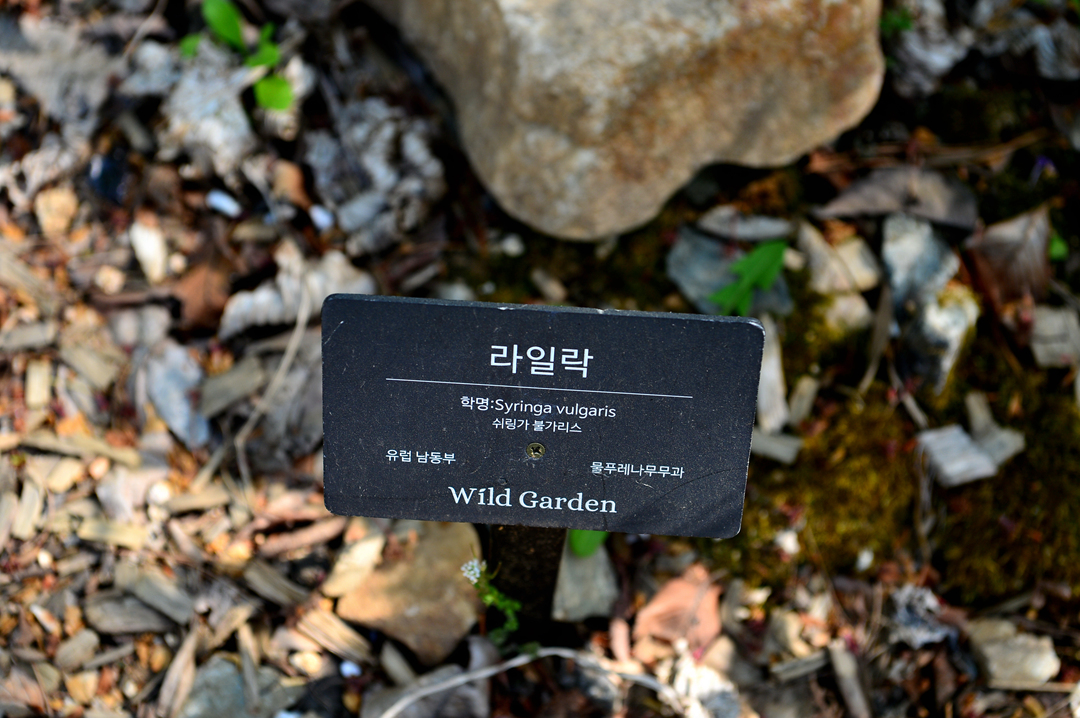 라일락
학명:Syringa vulgaris
쉬링가 불가리스
유럽 남동부
물푸레나무무과
Wild Garden